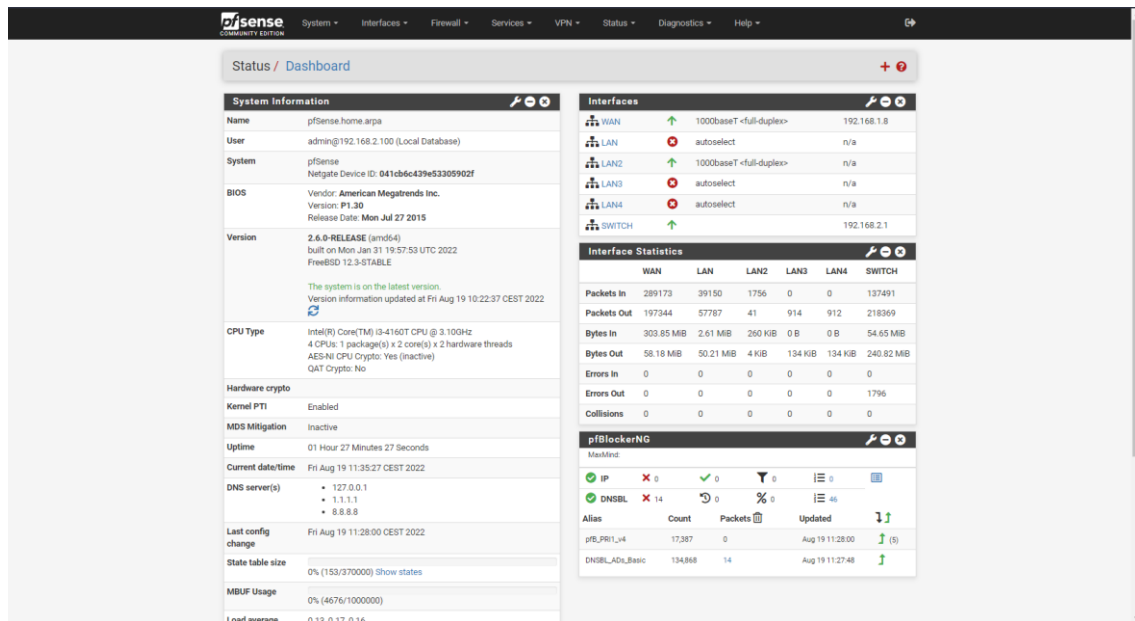 pfsense
COMMUNITY EDITION
System Interfaces Firewall Services VPN Status Diagnostics Help
Status / Dashboard
System Information
Name pfSense.home.arpa
User admin@192.168.2.100 (Local Database)
System pfSense
Netgate Device ID: 041cb6c439e53305902f
BIOS Vendor: American Megatrends Inc.
Version: P1.30
Release Date: Mon Jul 27 2015
Version 2.6.0-RELEASE (amd64)
built on Mon Jan 31 19:57:53 UTC 2022
FreeBSD 12.3-STABLE
The system is on the latest version.
Version information updated at Fri Aug 19 10:22:37 CEST 2022
CPU Type Intel(R) Core(TM) i3-4160T CPU @ 3.10GHz
4 CPUs: 1 package(s) x 2 core(s) x 2 hardware threads
AES-NI CPU Crypto: Yes (inactive)
QAT Crypto: No
Hardware crypto
Kernel PTI Enabled
MDS Mitigation Inactive
Uptime 01 Hour 27 Minutes 27 Seconds
Current date/time Fri Aug 19 11:35:27 CEST 2022
DNS server(s) • 127.0.0.1
• 1.1.1.1
• 8.8.8.8
Last config change Fri Aug 19 11:28:00 CEST 2022
State table size
0% (153/370000) Show states
MBUF Usage
0% (4676/1000000)
Load average 0.13, 0.17, 0.16
Interfaces
WAN 1000baseT <full-duplex> 192.168.1.8
LAN autoselect n/a
LAN2 1000baseT <full-duplex> n/a
LAN3 autoselect n/a
LAN4 autoselect n/a
SWITCH 192.168.2.1
Interface Statistics
WAN LAN LAN2 LAN3 LAN4 SWITCH
Packets In 289173 39150 1756 0 0 137491
Packets Out 197344 57787 41 914 912 218369
Bytes In 303.85 MiB 2.61 MiB 260 KiB 0 B 0 B 54.65 MiB
Bytes Out 58.18 MiB 50.21 MiB 4 KiB 134 KiB 134 KiB 240.82 MiB
Errors In 0 0 0 0 0 0
Errors Out 0 0 0 0 0 1796
Collisions 0 0 0 0 0 0
pfBlockerNG
MaxMind:
IP 0 0 0 0
DNSBL 14 0 % 0 46
Alias Count Packets Updated
pfB_PRI1_v4 17,387 0 Aug 19 11:28:00 (5)
DNSBL_ADs_Basic 134,868 14 Aug 19 11:27:48